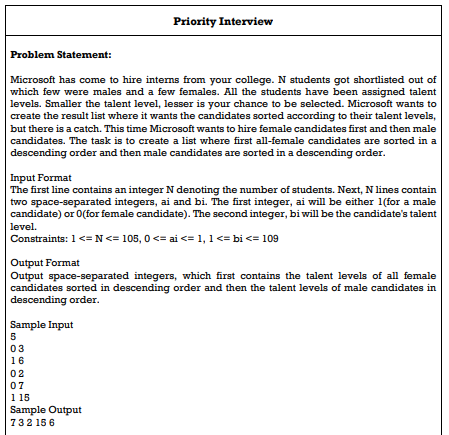 Priority Interview
Problem Statement:
Microsoft has come to hire interns from your college. N students got shortlisted out of
which few were males and a few females. All the students have been assigned talent
levels. Smaller the talent level, lesser is your chance to be selected. Microsoft wants to
create the result list where it wants the candidates sorted according to their talent levels,
but there is a catch. This time Microsoft wants to hire female candidates first and then male
candidates. The task is to create a list where first all-female candidates are sorted in a
descending order and then male candidates are sorted in a descending order.
Input Format
The first line contains an integer N denoting the number of students. Next, N lines contain
two space-separated integers, ai and bi. The first integer, ai will be either 1(for a male
candidate) or 0(for female candidate). The second integer, bi will be the candidate's talent
level.
Constraints: 1 <= N <= 105, 0 <= ai <= 1, 1 <= bi <= 109
Output Format
Output space-separated integers, which first contains the talent levels of all female
candidates sorted in descending order and then the talent levels of male candidates in
descending order.
Sample Input
5
0 3
1 6
0 2
0 7
1 15
Sample Output
7 3 2 15 6